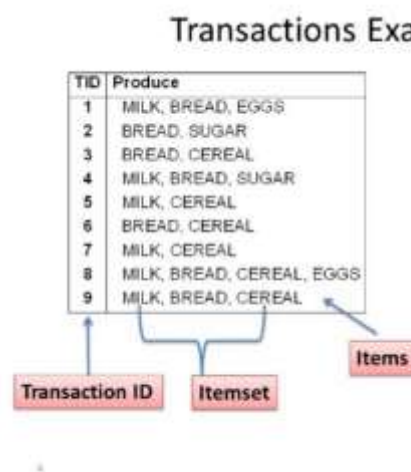 Transactions Exa
TID Produce
1 MILK, BREAD, EGGS
2 BREAD, SUGAR
3 BREAD, CEREAL
4 MILK, BREAD, SUGAR
5 MILK, CEREAL
6 BREAD, CEREAL
7 MILK, CEREAL
8 MILK, BREAD, CEREAL, EGGS
9 MILK, BREAD, CEREAL
Items
Transaction ID Itemset